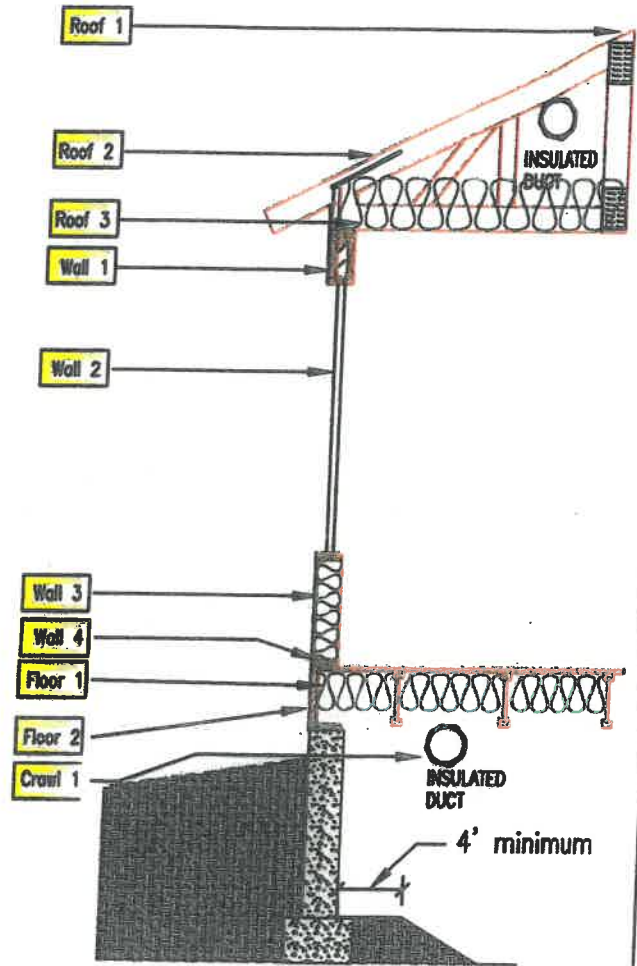 Roof 1
Roof 2
INSULATED
DUCT
Roof 3
Wall 1
Wall 2
Wall 3
Wall 4
Floor 1
Floor 2
Crawl 1
INSULATED
DUCT
4' minimum